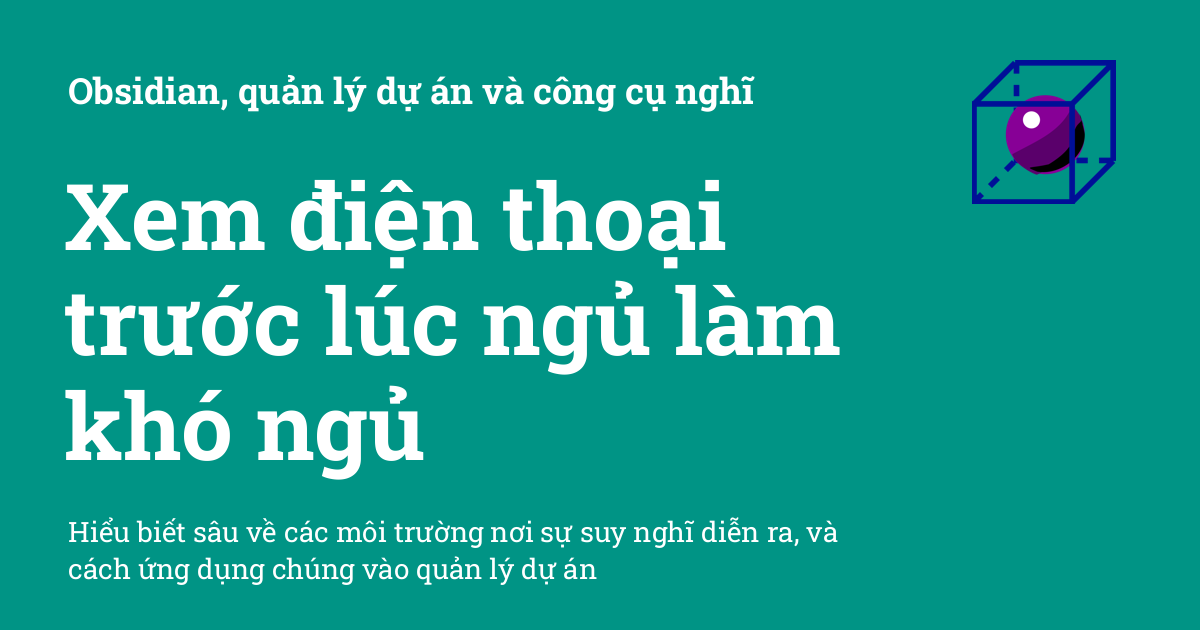 Obsidian, quản lý dự án và công cụ nghĩ
Xem điện thoại
trước lúc ngủ làm
khó ngủ
Hiểu biết sâu về các môi trường nơi sự suy nghĩ diễn ra, và
cách ứng dụng chúng vào quản lý dự án